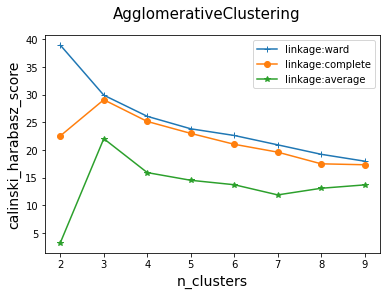 AgglomerativeClustering
calinski_harabasz_score
40
35
30
25
20
15
10
5
linkage:ward
linkage:complete
linkage:average
2 3 4 5 6 7 8 9
n_clusters